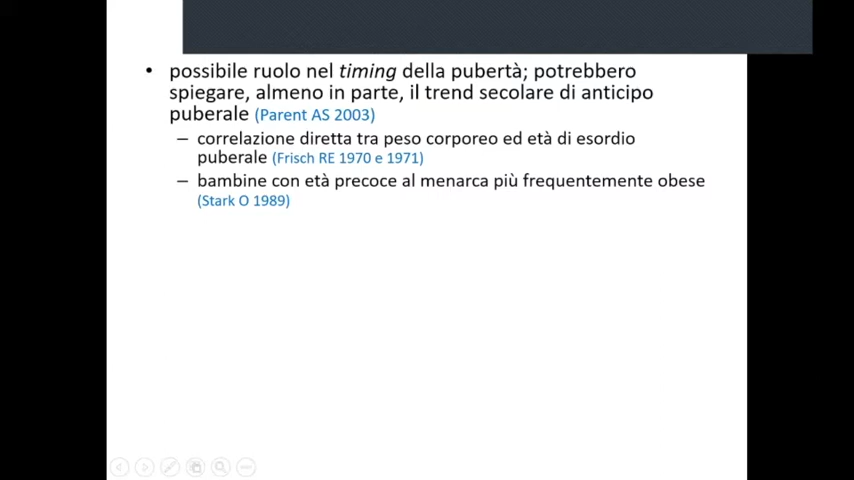 • possibile ruolo nel timing della pubertà; potrebbero
spiegare, almeno in parte, il trend secolare di anticipo
puberale (Parent AS 2003)
– correlazione diretta tra peso corporeo ed età di esordio
puberale (Frisch RE 1970 e 1971)
– bambine con età precoce al menarca più frequentemente obese
(Stark O 1989)